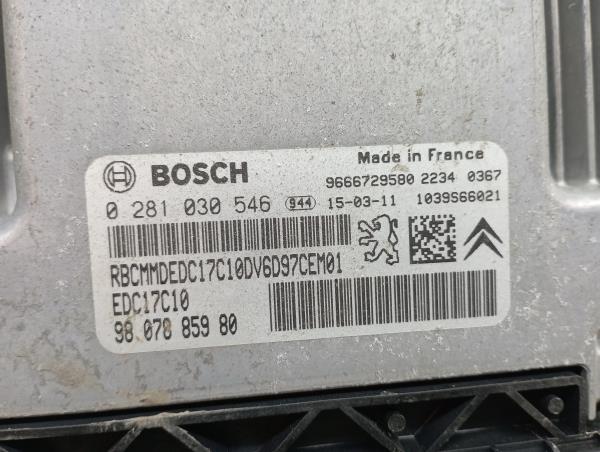 BOSCH
Made in France
9666729580 2234 0367
0 281 030 546 944 15-03-11 1039S66021
RBCMMDEDC17C10DV6D97CEM01
EDC17C10
98 078 859 80